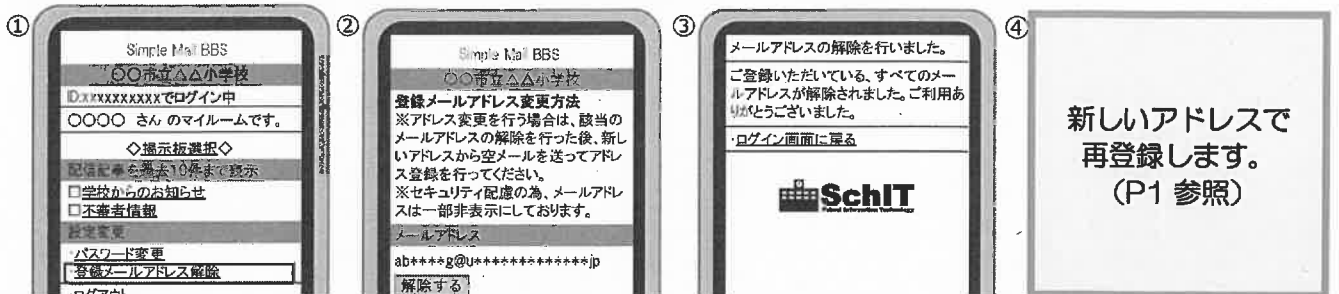 ①
Simple Mail BBS
〇〇市立△△小学校
ID:xxxxxxxxxxxでログイン中
〇〇〇〇 さん のマイルームです。
◇掲示板選択◇
配信記事を過去10件まで表示
□学校からのお知らせ
□不審者情報
設定変更
・パスワード変更
・登録メールアドレス解除
・ログアウト
②
Simple Mail BBS
〇〇市立△△小学校
登録メールアドレス変更方法
※アドレス変更を行う場合は、該当の
メールアドレスの解除を行った後、新し
いアドレスから空メールを送ってアドレ
ス登録を行ってください。
※セキュリティ配慮の為、メールアドレ
スは一部非表示にしております。
メールアドレス
ab****g@u*************jp
解除する
③
メールアドレスの解除を行いました。
ご登録いただいている、すべてのメー
ルアドレスが解除されました。ご利用あ
りがとうございました。
・ログイン画面に戻る
SchIT
④
新しいアドレスで
再登録します。
（P1 参照）